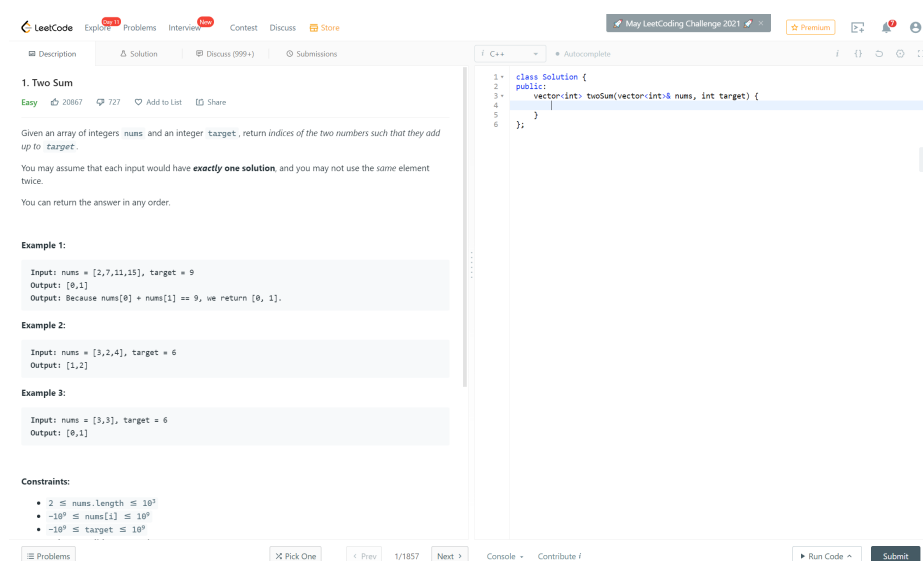 LeetCode Explore Day 11 Problems Interview New Contest Discuss Store May LeetCoding Challenge 2021 × Premium 7
Description Solution Discuss (999+) Submissions i C++ Autocomplete i {}
1. Two Sum
Easy 20867 727 Add to List Share
Given an array of integers nums and an integer target, return indices of the two numbers such that they add
up to target.
You may assume that each input would have exactly one solution, and you may not use the same element
twice.
You can return the answer in any order.
Example 1:
Input: nums = [2,7,11,15], target = 9
Output: [0,1]
Output: Because nums[0] + nums[1] == 9, we return [0, 1].
Example 2:
Input: nums = [3,2,4], target = 6
Output: [1,2]
Example 3:
Input: nums = [3,3], target = 6
Output: [0,1]
Constraints:
• 2 ≤ nums.length ≤ 10³
• -10⁹ ≤ nums[i] ≤ 10⁹
• -10⁹ ≤ target ≤ 10⁹
1 class Solution {
2 public:
3 vector<int> twoSum(vector<int>& nums, int target) {
4
5 }
6 };
Problems Pick One < Prev 1/1857 Next > Console Contribute i Run Code Submit